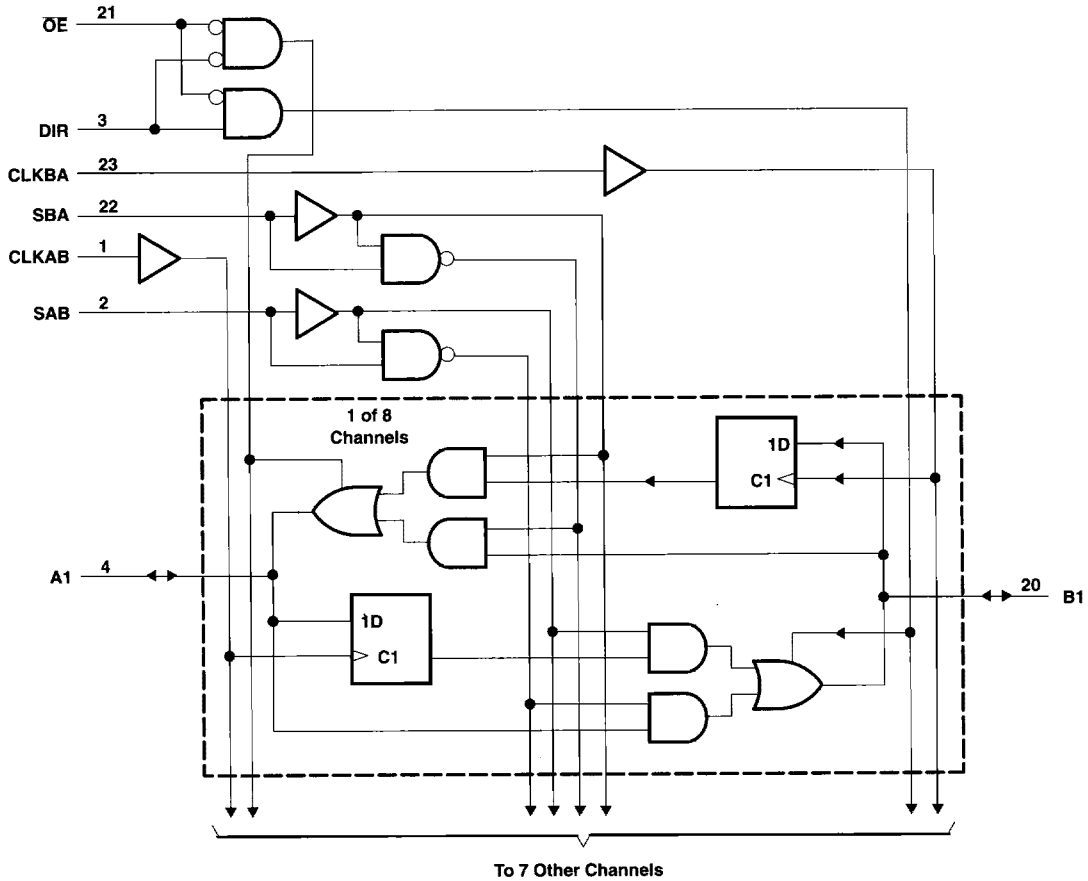 O̅E̅ 21
DIR 3
CLKBA 23
SBA 22
CLKAB 1
SAB 2
1 of 8
Channels
1D
C1
A1 4
20 B1
1D
C1
To 7 Other Channels